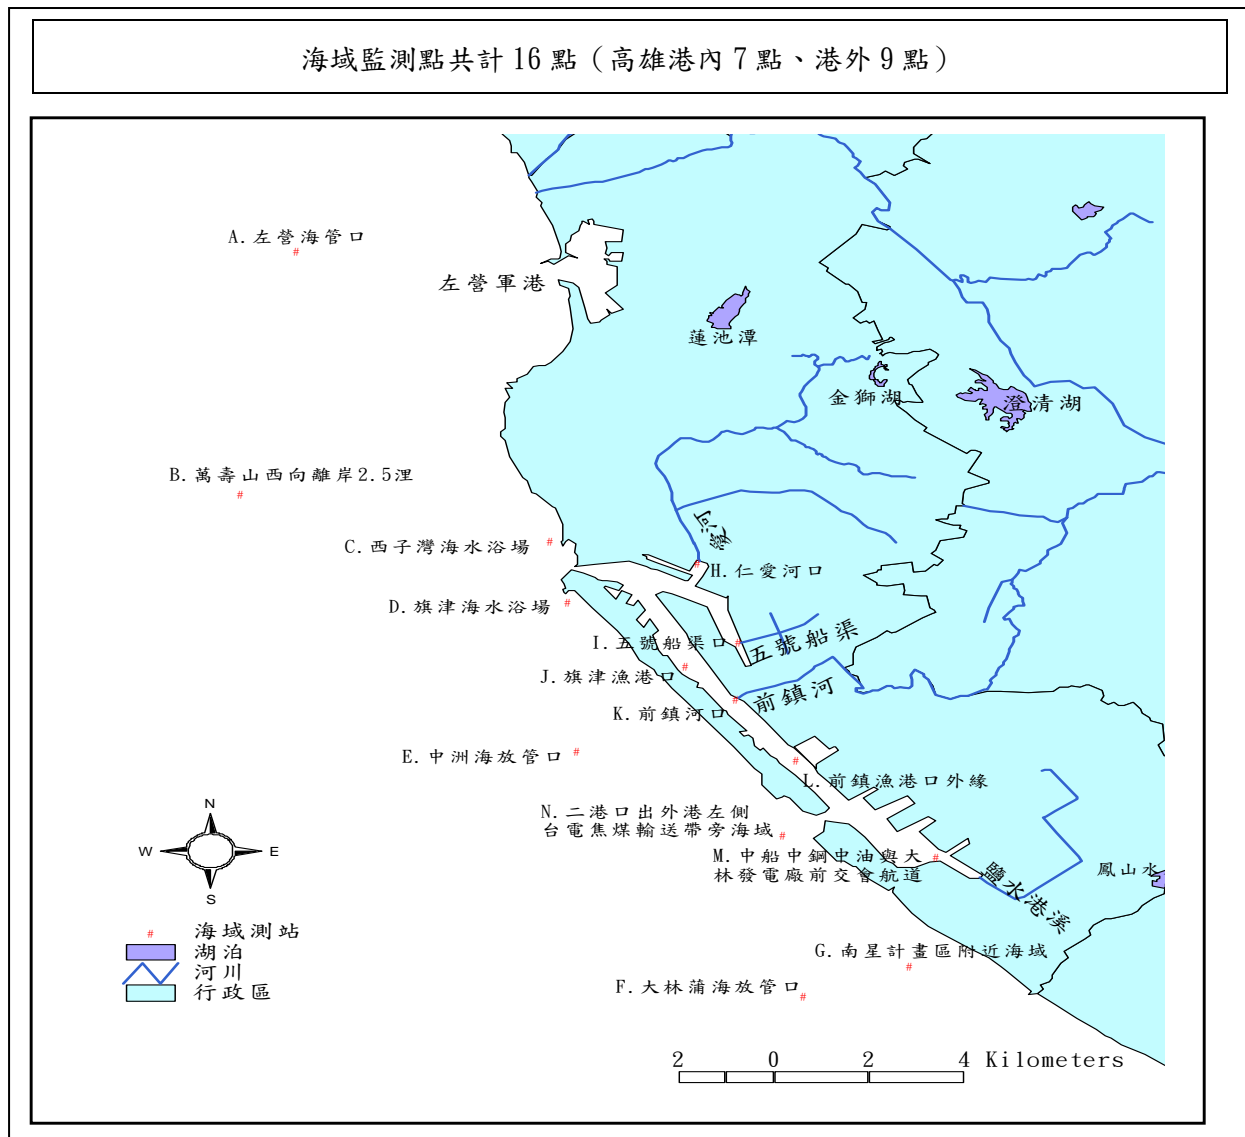 海域監測點共計16點（高雄港內7點、港外9點）
A.左營海管口
左營軍港
蓮池潭
金獅湖
澄清湖
B.萬壽山西向離岸2.5浬
愛河
C.西子灣海水浴場
H.仁愛河口
D.旗津海水浴場
I.五號船渠口
五號船渠
J.旗津漁港口
前鎮河
K.前鎮河口
E.中洲海放管口
L.前鎮漁港口外緣
N.二港口出外港左側
台電焦煤輸送帶旁海域
M.中船中鋼中油與大
林發電廠前交會航道
鹽水港溪
鳳山水
G.南星計畫區附近海域
F.大林蒲海放管口
N
W
E
S
# 海域測站
湖泊
河川
行政區
2 0 2 4 Kilometers